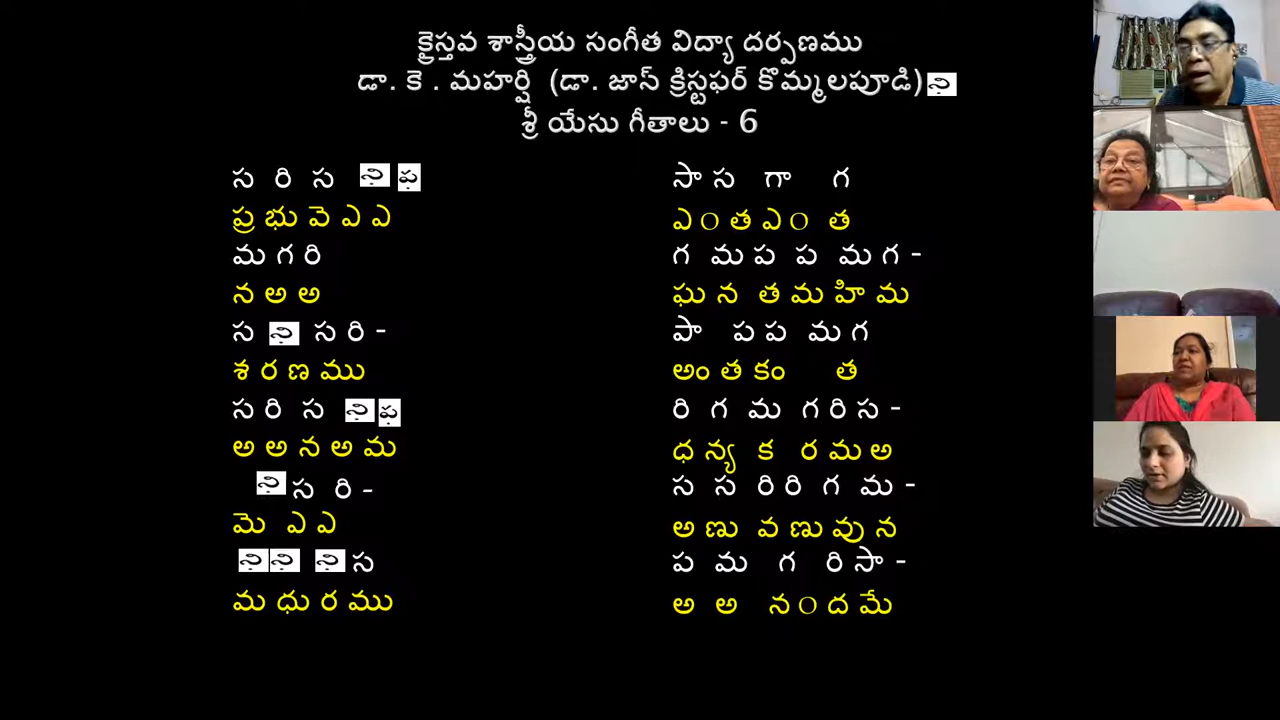 క్రైస్తవ శాస్త్రీయ సంగీత విద్యా దర్పణము
డా. కె . మహర్షి (డా. జాస్ క్రిస్టఫర్ కొమ్మలపూడి) ని
శ్రీ యేసు గీతాలు - 6
స రి స ని ప
ప్ర భు వె ఎ ఎ
మ గ రి
న అ అ
స ని స రి -
శ ర ణ ము
స రి స ని ప
అ అ న అ మ
ని స రి -
మె ఎ ఎ
ని ని ని స
మ ధు ర ము
సా స గా గ
ఎ ం త ఎ ం త
గ మ ప ప మ గ -
ఘ న త మ హి మ
పా ప ప మ గ
అం త కం త
రి గ మ గ రి స -
ధ న్య క ర మ అ
స స రి రి గ మ -
అ ణు వ ణు వు న
ప మ గ రి సా -
అ అ న ం ద మే